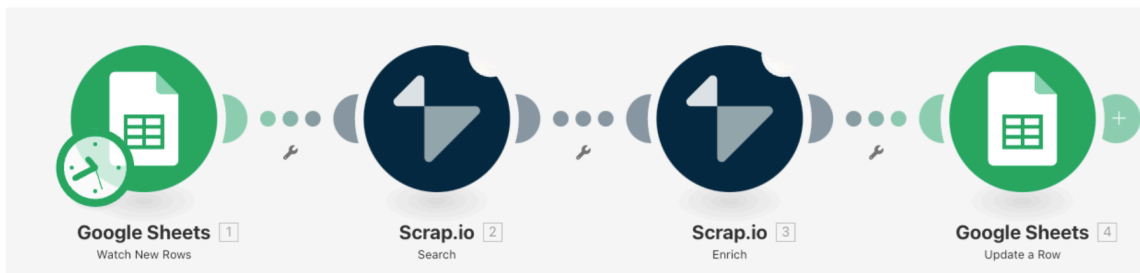 Google Sheets 1
Watch New Rows
Scrap.io 2
Search
Scrap.io 3
Enrich
Google Sheets 4
Update a Row